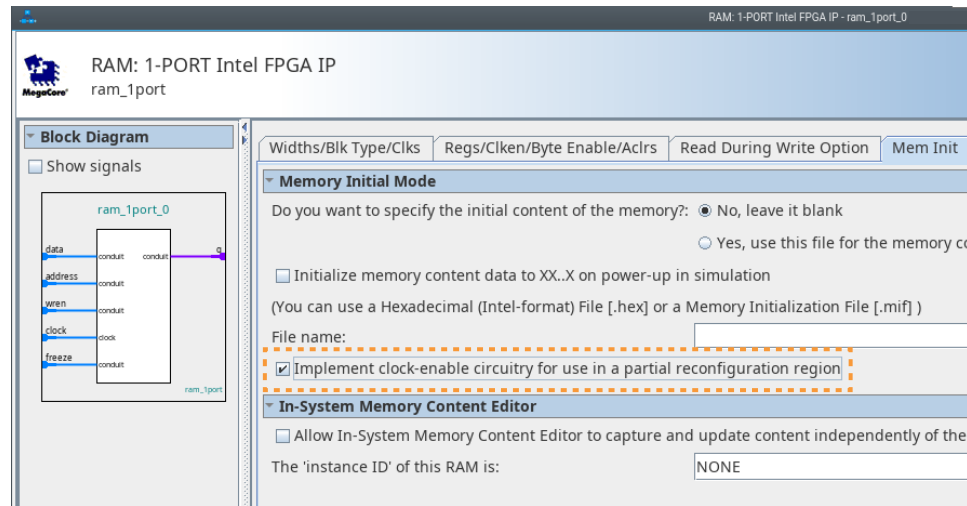 RAM: 1-PORT Intel FPGA IP - ram_1port_0
RAM: 1-PORT Intel FPGA IP
ram_1port
MegaCore'
Block Diagram
Show signals
ram_1port_0
data
conduit
conduit
q
address
conduit
wren
conduit
clock
clock
freeze
conduit
ram_1port
Widths/Blk Type/Clks
Regs/Clken/Byte Enable/Aclrs
Read During Write Option
Mem Init
Memory Initial Mode
Do you want to specify the initial content of the memory?: No, leave it blank
Yes, use this file for the memory co
Initialize memory content data to XX..X on power-up in simulation
(You can use a Hexadecimal (Intel-format) File [.hex] or a Memory Initialization File [.mif] )
File name:
Implement clock-enable circuitry for use in a partial reconfiguration region
In-System Memory Content Editor
Allow In-System Memory Content Editor to capture and update content independently of the
The 'instance ID' of this RAM is: NONE